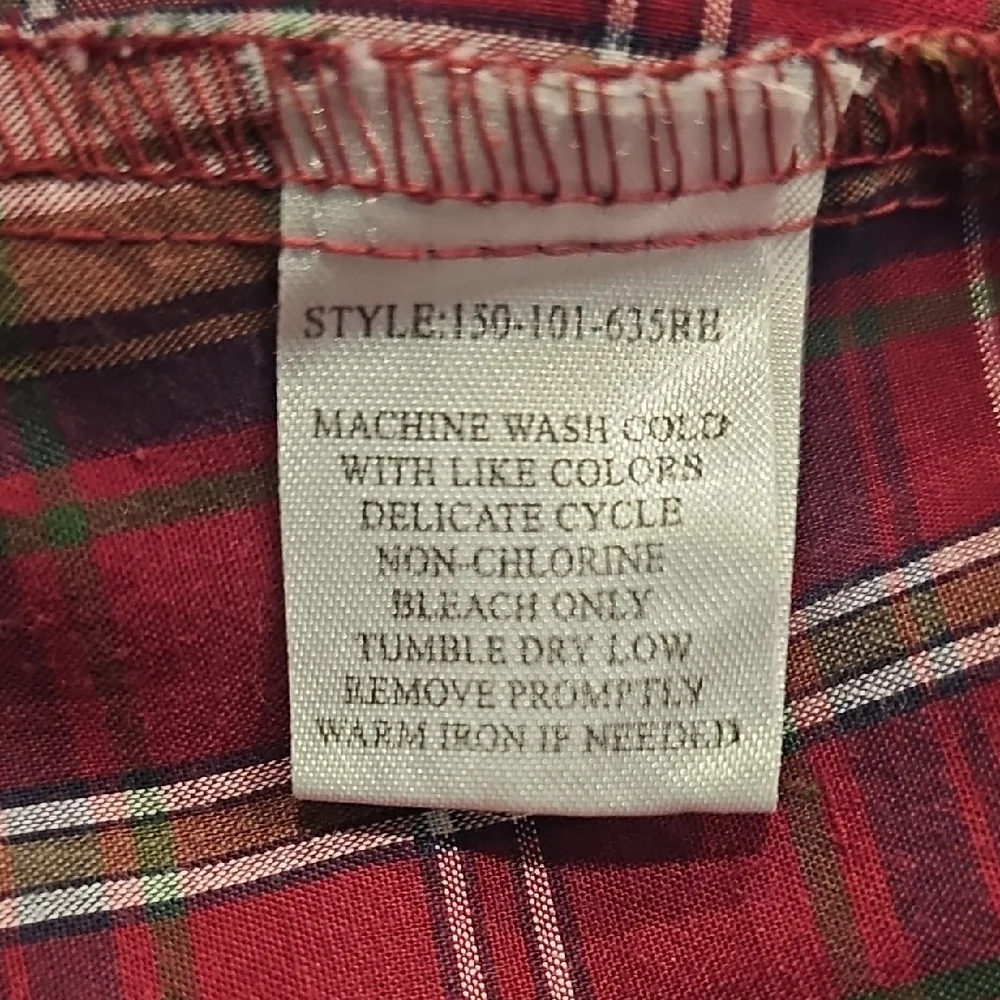 STYLE:150-101-635RH
MACHINE WASH COLD
WITH LIKE COLORS
DELICATE CYCLE
NON-CHLORINE
BLEACH ONLY
TUMBLE DRY LOW
REMOVE PROMPTLY
WARM IRON IF NEEDED